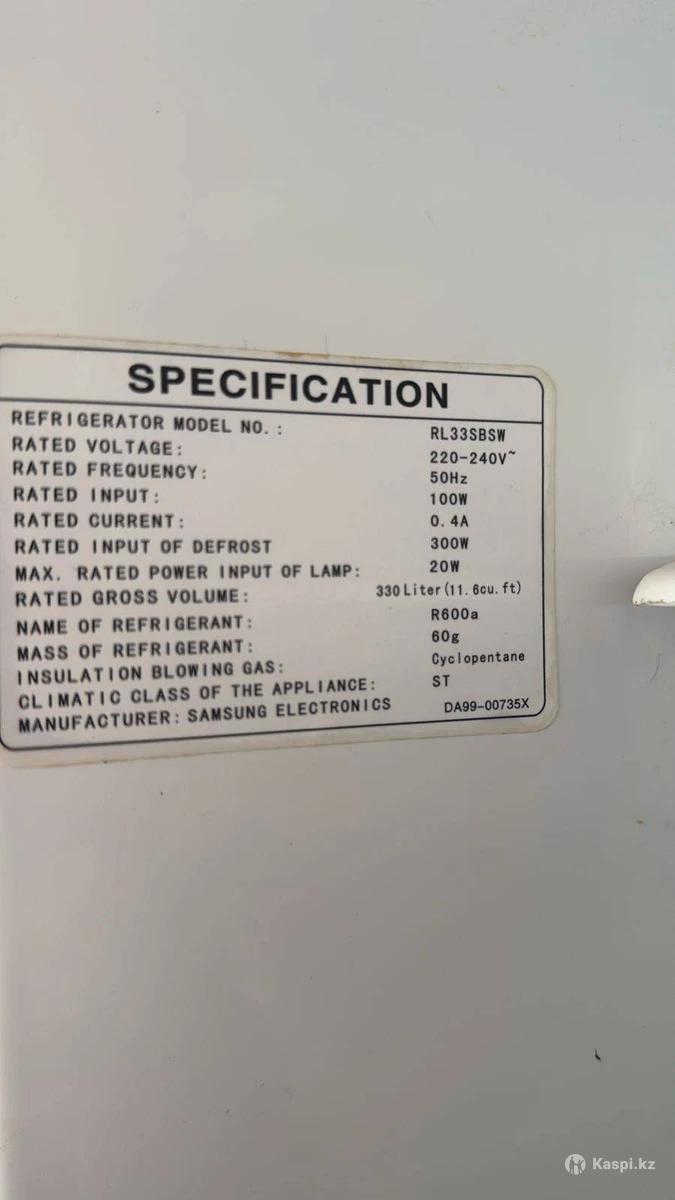 SPECIFICATION
REFRIGERATOR MODEL NO. : RL33SBSW
RATED VOLTAGE: 220-240V~
RATED FREQUENCY: 50Hz
RATED INPUT: 100W
RATED CURRENT: 0.4A
RATED INPUT OF DEFROST 300W
MAX. RATED POWER INPUT OF LAMP: 20W
RATED GROSS VOLUME: 330Liter(11.6cu.ft)
NAME OF REFRIGERANT: R600a
MASS OF REFRIGERANT: 60g
INSULATION BLOWING GAS: Cyclopentane
CLIMATIC CLASS OF THE APPLIANCE: ST
MANUFACTURER: SAMSUNG ELECTRONICS DA99-00735X
Kaspi.kz